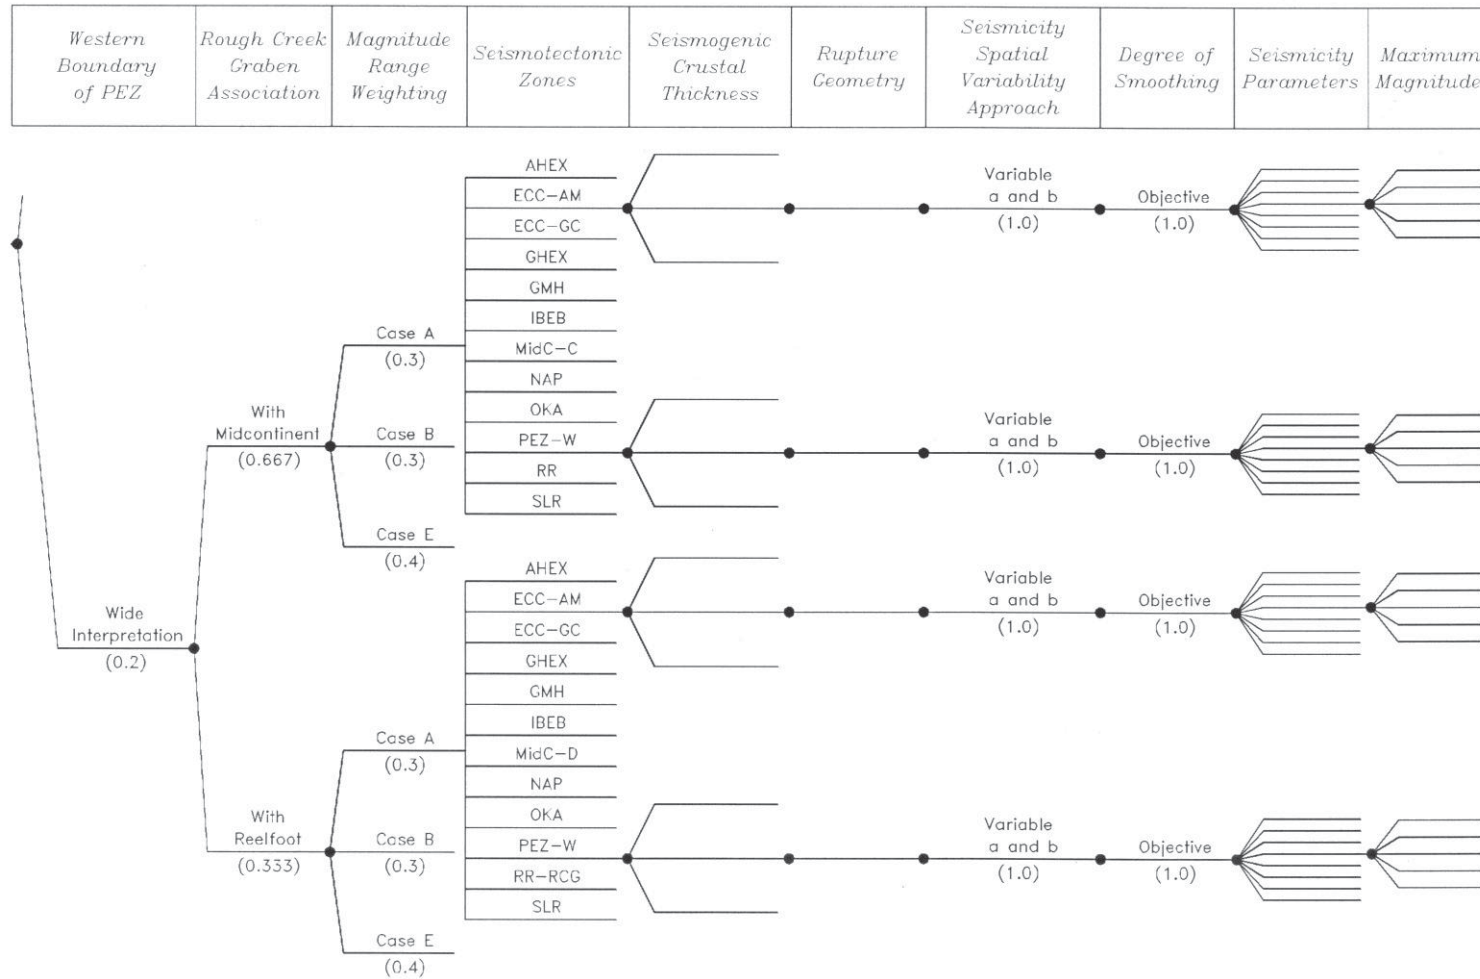 Western
Boundary
of PEZ
Rough Creek
Graben
Association
Magnitude
Range
Weighting
Seismotectonic
Zones
Seismogenic
Crustal
Thickness
Rupture
Geometry
Seismicity
Spatial
Variability
Approach
Degree of
Smoothing
Seismicity
Parameters
Maximum
Magnitude
Wide
Interpretation
(0.2)
With
Midcontinent
(0.667)
Case A
(0.3)
Case B
(0.3)
Case E
(0.4)
AHEX
ECC-AM
ECC-GC
GHEX
GMH
IBEB
MidC-C
NAP
OKA
PEZ-W
RR
SLR
Variable
a and b
(1.0)
Objective
(1.0)
Variable
a and b
(1.0)
Objective
(1.0)
With
Reelfoot
(0.333)
Case A
(0.3)
Case B
(0.3)
Case E
(0.4)
AHEX
ECC-AM
ECC-GC
GHEX
GMH
IBEB
MidC-D
NAP
OKA
PEZ-W
RR-RCG
SLR
Variable
a and b
(1.0)
Objective
(1.0)
Variable
a and b
(1.0)
Objective
(1.0)